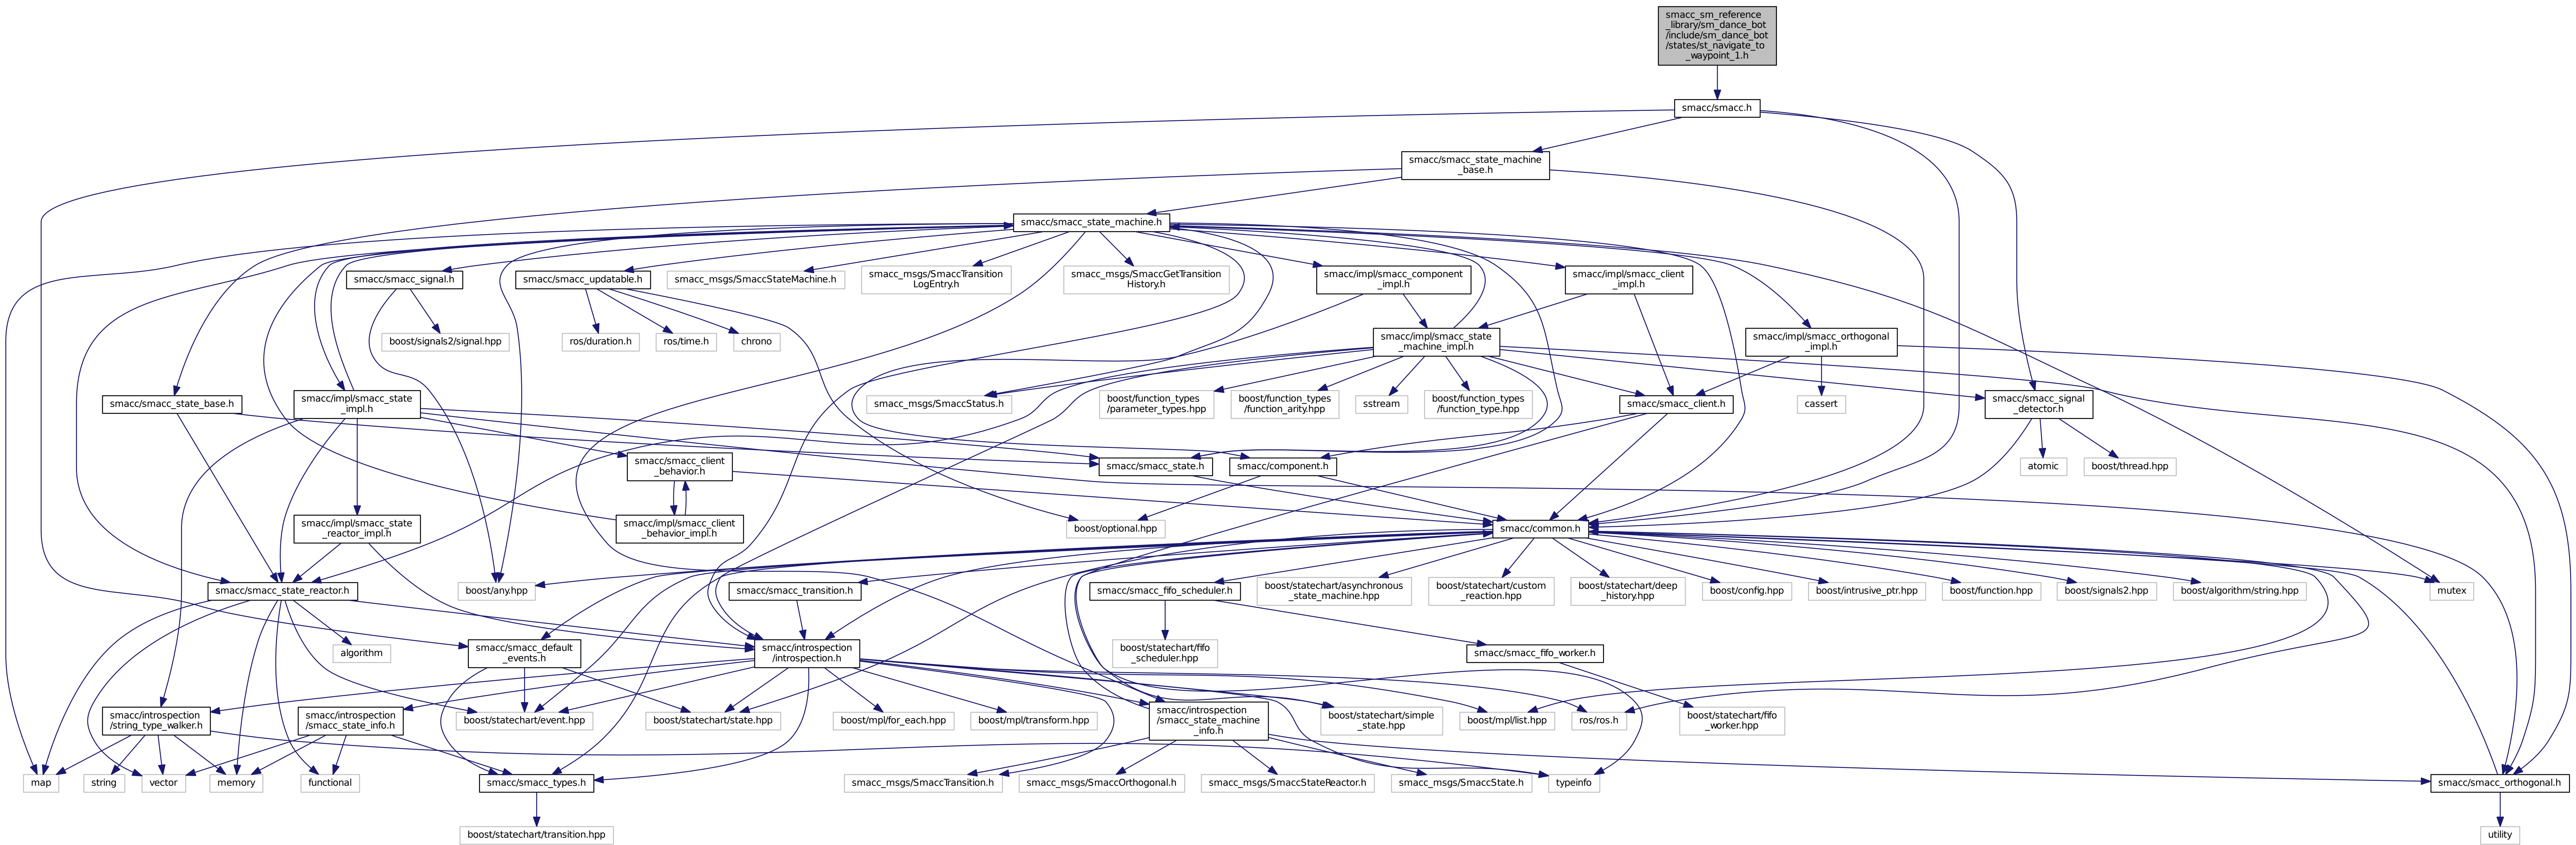 smacc_sm_reference
_library/sm_dance_bot
/include/sm_dance_bot
/states/st_navigate_to
_waypoint_1.h
smacc/smacc.h
smacc/smacc_state_machine
_base.h
smacc/smacc_state_machine.h
smacc/smacc_signal.h
smacc/smacc_updatable.h
smacc_msgs/SmaccStateMachine.h
smacc_msgs/SmaccTransition
LogEntry.h
smacc_msgs/SmaccGetTransition
History.h
smacc/impl/smacc_component
_impl.h
smacc/impl/smacc_client
_impl.h
boost/signals2/signal.hpp
ros/duration.h
ros/time.h
chrono
smacc/impl/smacc_state
_machine_impl.h
smacc/impl/smacc_orthogonal
_impl.h
smacc/smacc_state_base.h
smacc/impl/smacc_state
_impl.h
smacc_msgs/SmaccStatus.h
boost/function_types
/parameter_types.hpp
boost/function_types
/function_arity.hpp
sstream
boost/function_types
/function_type.hpp
smacc/smacc_client.h
cassert
smacc/smacc_signal
_detector.h
smacc/smacc_client
_behavior.h
smacc/smacc_state.h
smacc/component.h
atomic
boost/thread.hpp
smacc/impl/smacc_state
_reactor_impl.h
smacc/impl/smacc_client
_behavior_impl.h
boost/optional.hpp
smacc/common.h
smacc/smacc_state_reactor.h
boost/any.hpp
smacc/smacc_transition.h
smacc/smacc_fifo_scheduler.h
boost/statechart/asynchronous
_state_machine.hpp
boost/statechart/custom
_reaction.hpp
boost/statechart/deep
_history.hpp
boost/config.hpp
boost/intrusive_ptr.hpp
boost/function.hpp
boost/signals2.hpp
boost/algorithm/string.hpp
mutex
algorithm
smacc/smacc_default
_events.h
smacc/introspection
/introspection.h
boost/statechart/fifo
_scheduler.hpp
smacc/smacc_fifo_worker.h
smacc/introspection
/string_type_walker.h
smacc/introspection
/smacc_state_info.h
boost/statechart/event.hpp
boost/statechart/state.hpp
boost/mpl/for_each.hpp
boost/mpl/transform.hpp
smacc/introspection
/smacc_state_machine
_info.h
boost/statechart/simple
_state.hpp
boost/mpl/list.hpp
ros/ros.h
boost/statechart/fifo
_worker.hpp
map
string
vector
memory
functional
smacc/smacc_types.h
smacc_msgs/SmaccTransition.h
smacc_msgs/SmaccOrthogonal.h
smacc_msgs/SmaccStateReactor.h
smacc_msgs/SmaccState.h
typeinfo
smacc/smacc_orthogonal.h
boost/statechart/transition.hpp
utility